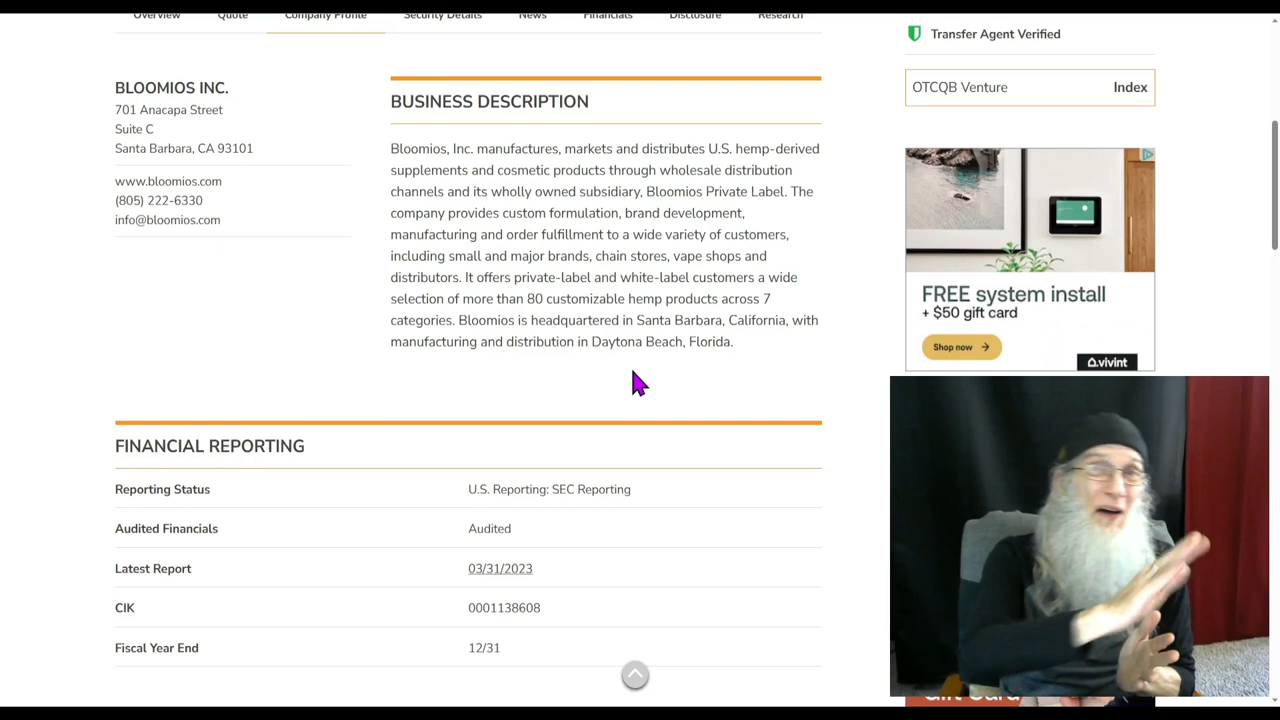 Overview Quote Company Profile Security Details News Financials Disclosure Research
BLOOMIOS INC.
701 Anacapa Street
Suite C
Santa Barbara, CA 93101
www.bloomios.com
(805) 222-6330
info@bloomios.com
BUSINESS DESCRIPTION
Bloomios, Inc. manufactures, markets and distributes U.S. hemp-derived
supplements and cosmetic products through wholesale distribution
channels and its wholly owned subsidiary, Bloomios Private Label. The
company provides custom formulation, brand development,
manufacturing and order fulfillment to a wide variety of customers,
including small and major brands, chain stores, vape shops and
distributors. It offers private-label and white-label customers a wide
selection of more than 80 customizable hemp products across 7
categories. Bloomios is headquartered in Santa Barbara, California, with
manufacturing and distribution in Daytona Beach, Florida.
FINANCIAL REPORTING
Reporting Status U.S. Reporting: SEC Reporting
Audited Financials Audited
Latest Report 03/31/2023
CIK 0001138608
Fiscal Year End 12/31
Transfer Agent Verified
OTCQB Venture Index
FREE system install
+ $50 gift card
Shop now
vivint
Gift Card